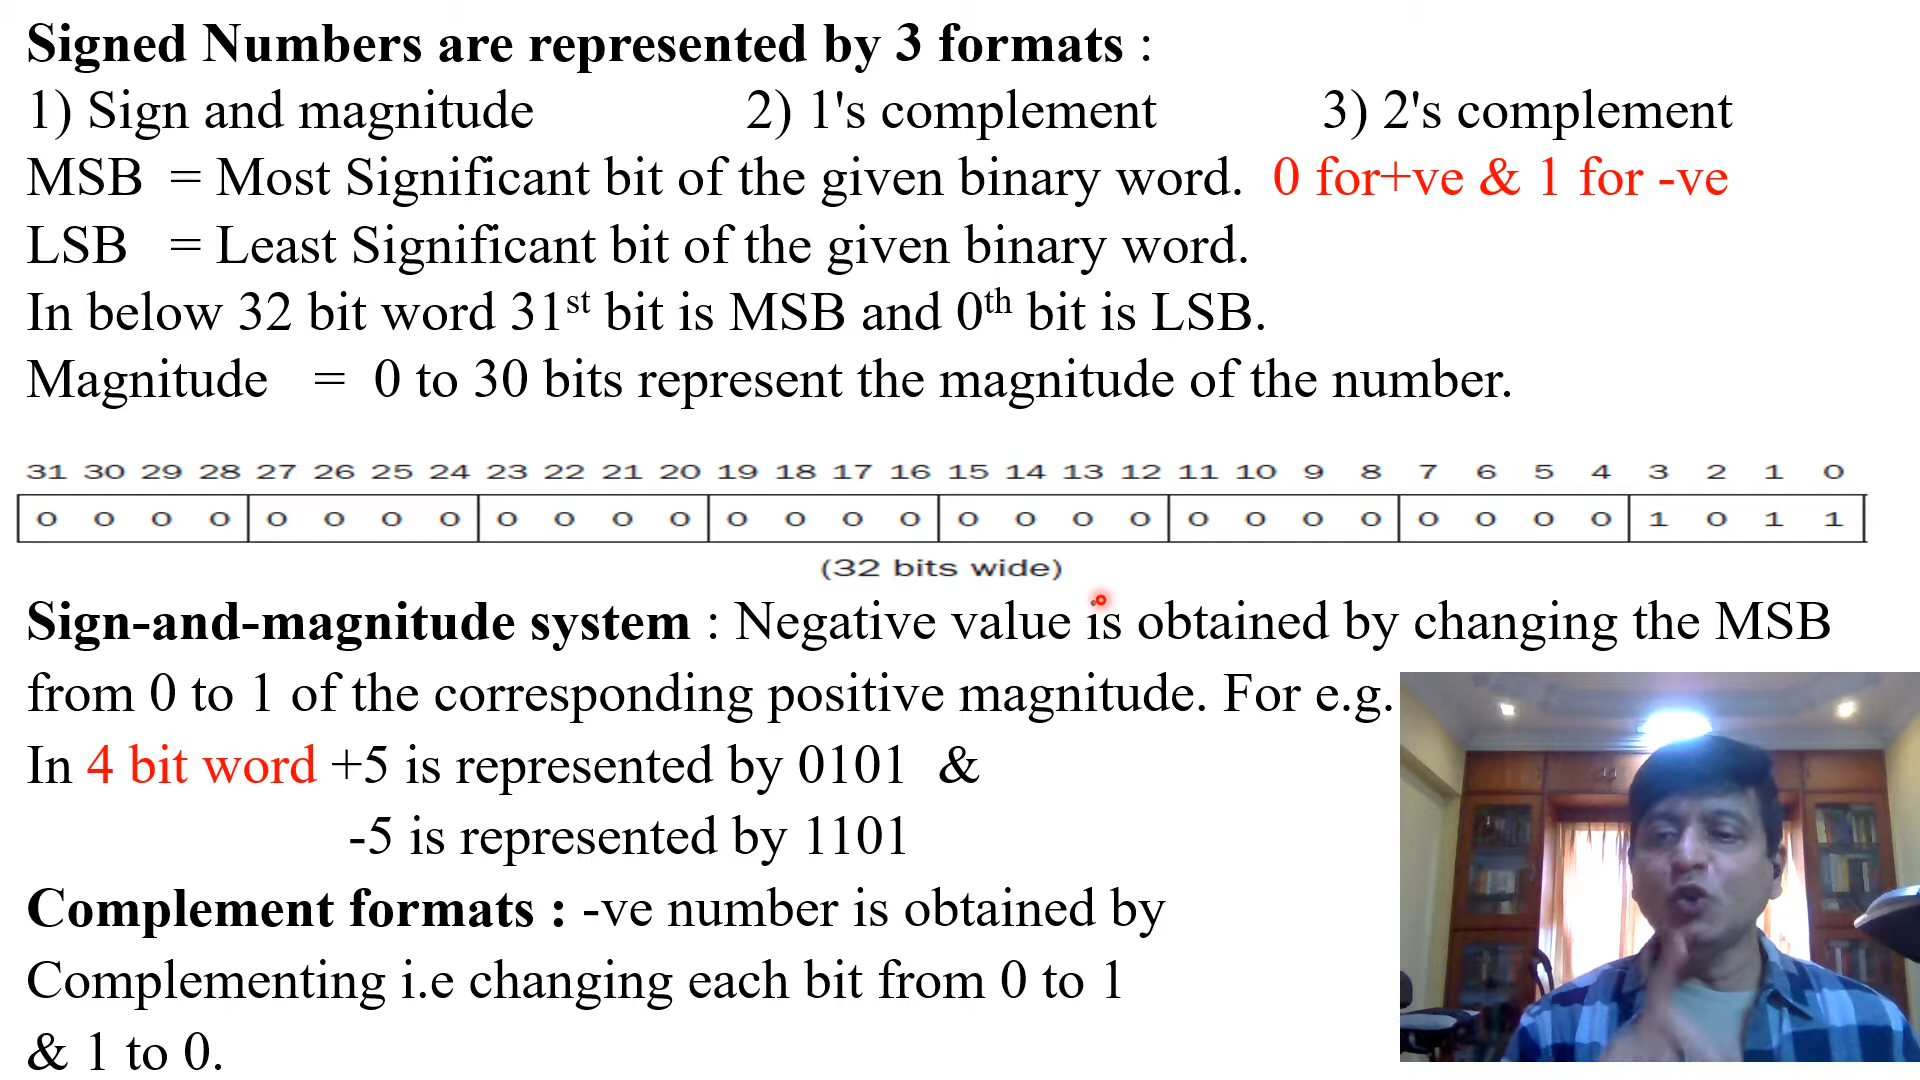 Signed Numbers are represented by 3 formats :
1) Sign and magnitude 2) 1's complement 3) 2's complement
MSB = Most Significant bit of the given binary word. 0 for+ve & 1 for -ve
LSB = Least Significant bit of the given binary word.
In below 32 bit word 31st bit is MSB and 0th bit is LSB.
Magnitude = 0 to 30 bits represent the magnitude of the number.
31 30 29 28 27 26 25 24 23 22 21 20 19 18 17 16 15 14 13 12 11 10 9 8 7 6 5 4 3 2 1 0
0 0 0 0 0 0 0 0 0 0 0 0 0 0 0 0 0 0 0 0 0 0 0 0 0 0 0 0 1 0 1 1
(32 bits wide)
Sign-and-magnitude system : Negative value is obtained by changing the MSB
from 0 to 1 of the corresponding positive magnitude. For e.g.
In 4 bit word +5 is represented by 0101 &
-5 is represented by 1101
Complement formats : -ve number is obtained by
Complementing i.e changing each bit from 0 to 1
& 1 to 0.